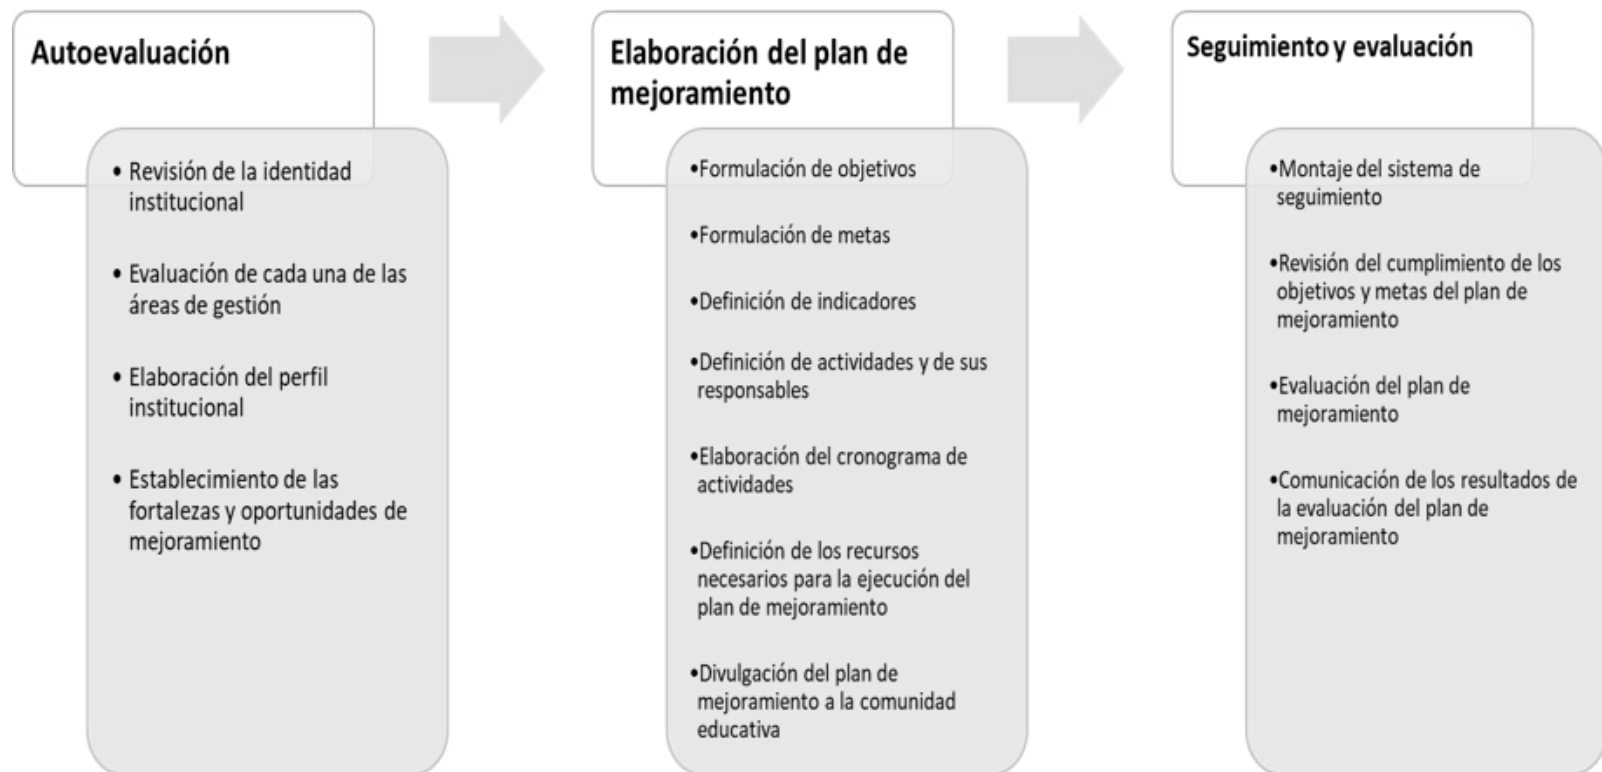 Autoevaluación
• Revisión de la identidad
institucional
• Evaluación de cada una de las
áreas de gestión
• Elaboración del perfil
institucional
• Establecimiento de las
fortalezas y oportunidades de
mejoramiento
Elaboración del plan de
mejoramiento
•Formulación de objetivos
•Formulación de metas
•Definición de indicadores
•Definición de actividades y de sus
responsables
•Elaboración del cronograma de
actividades
•Definición de los recursos
necesarios para la ejecución del
plan de mejoramiento
•Divulgación del plan de
mejoramiento a la comunidad
educativa
Seguimiento y evaluación
•Montaje del sistema de
seguimiento
•Revisión del cumplimiento de los
objetivos y metas del plan de
mejoramiento
•Evaluación del plan de
mejoramiento
•Comunicación de los resultados de
la evaluación del plan de
mejoramiento